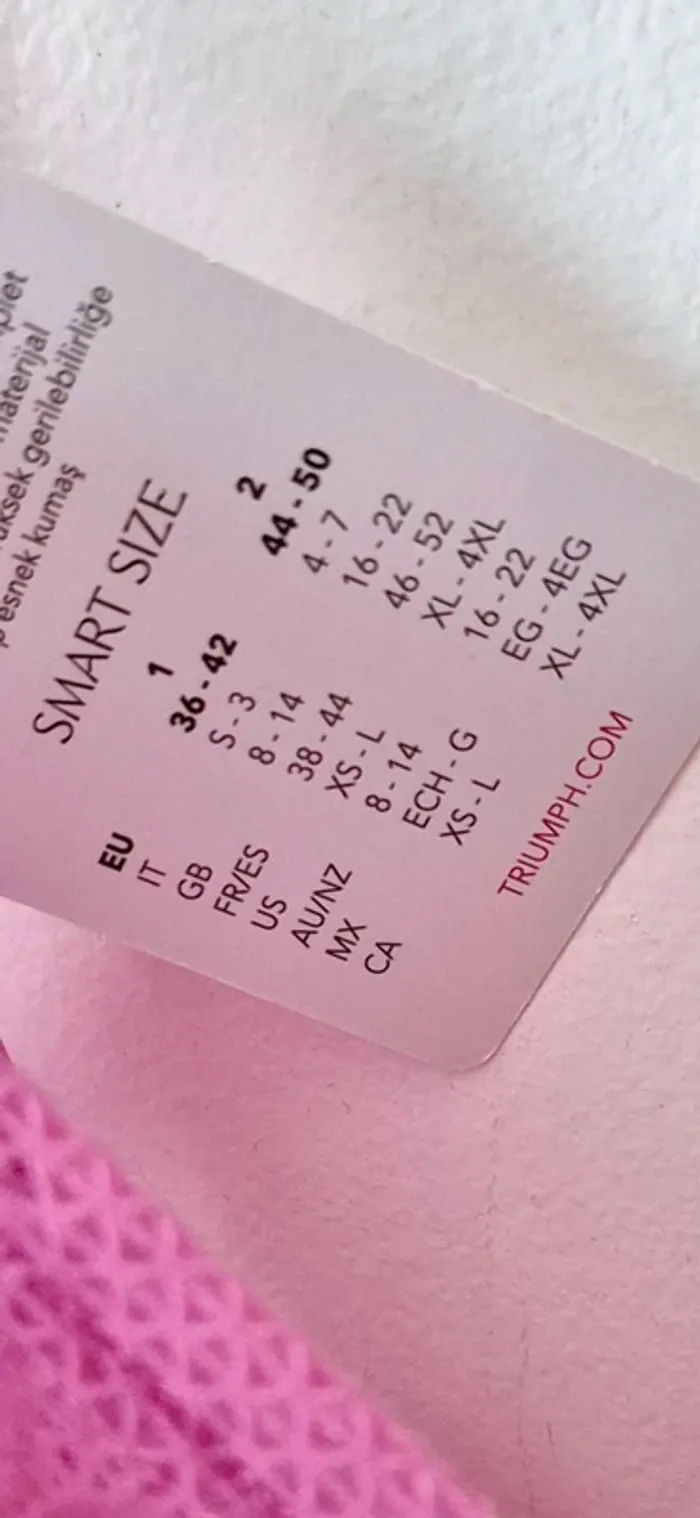 materijal
gerilebilirliğe
esnek kumaş
SMART SIZE
1 2
EU 36 - 42 44 - 50
IT S - 3 4 - 7
GB 8 - 14 16 - 22
FR/ES 38 - 44 46 - 52
US XS - L XL - 4XL
AU/NZ 8 - 14 16 - 22
MX ECH - G EG - 4EG
CA XS - L XL - 4XL
TRIUMPH.COM